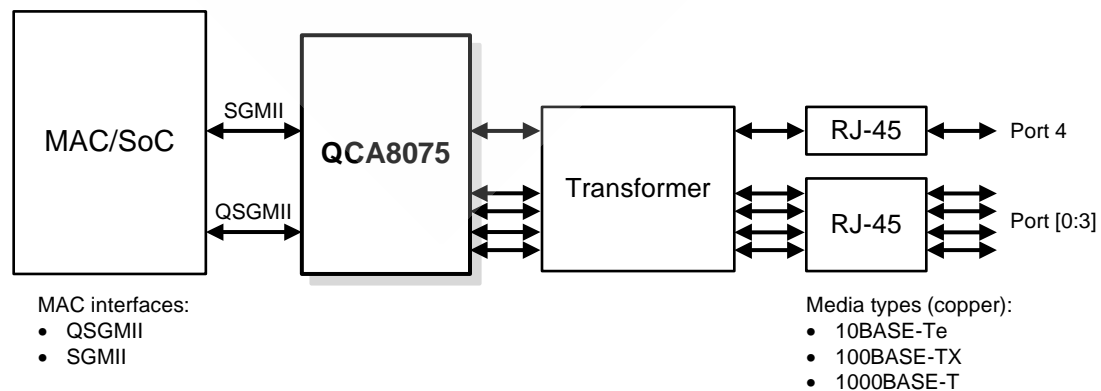 SGMII
MAC/SoC
QCA8075
QSGMII
Transformer
RJ-45
Port 4
RJ-45
Port [0:3]
MAC interfaces:
• QSGMII
• SGMII
Media types (copper):
• 10BASE-Te
• 100BASE-TX
• 1000BASE-T